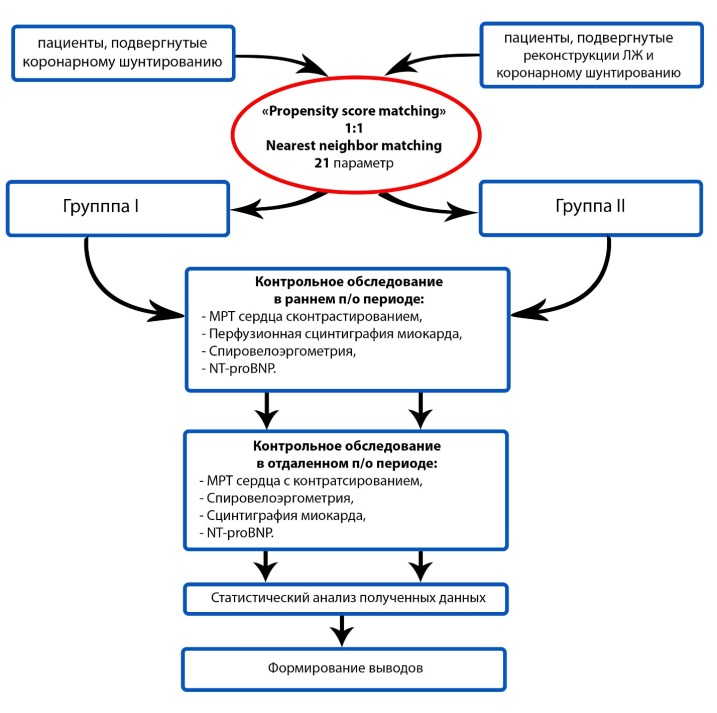 пациенты, подвергнутые
коронарному шунтированию
пациенты, подвергнутые
реконструкции ЛЖ и
коронарному шунтированию
«Propensity score matching»
1:1
Nearest neighbor matching
21 параметр
Групппа I
Группа II
Контрольное обследование
в раннем п/о периоде:
- МРТ сердца сконтрастированием,
- Перфузионная сцинтиграфия миокарда,
- Спировелоэргометрия,
- NT-proBNP.
Контрольное обследование
в отдаленном п/о периоде:
- МРТ сердца с контратсированием,
- Спировелоэргометрия,
- Сцинтиграфия миокарда,
- NT-proBNP.
Статистический анализ полученных данных
Формирование выводов